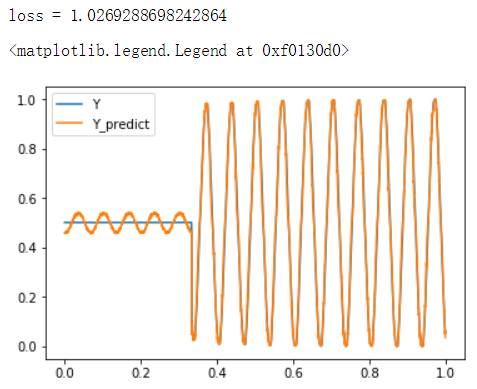 loss = 1.0269288698242864
<matplotlib.legend.Legend at 0xf0130d0>
1.0
Y
Y_predict
0.8
0.6
0.4
0.2
0.0
0.0 0.2 0.4 0.6 0.8 1.0